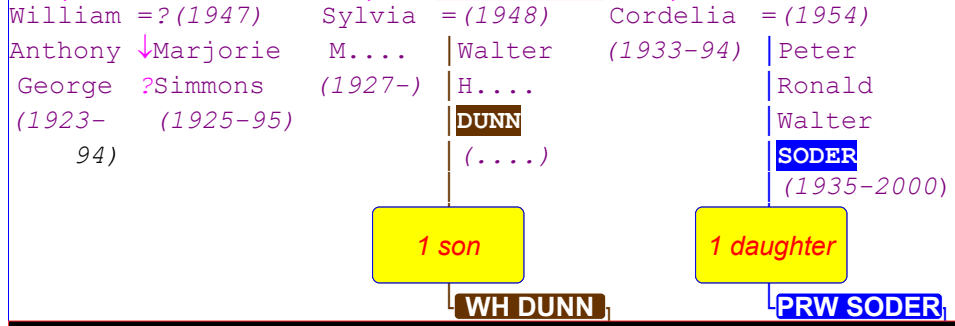 William =?(1947) Sylvia =(1948) Cordelia =(1954)
Anthony ↓Marjorie M.... Walter (1933-94) Peter
George ?Simmons (1927-) H.... Ronald
(1923- (1925-95) DUNN Walter
94) (....) SODER
(1935-2000)
1 son 1 daughter
WH DUNN PRW SODER